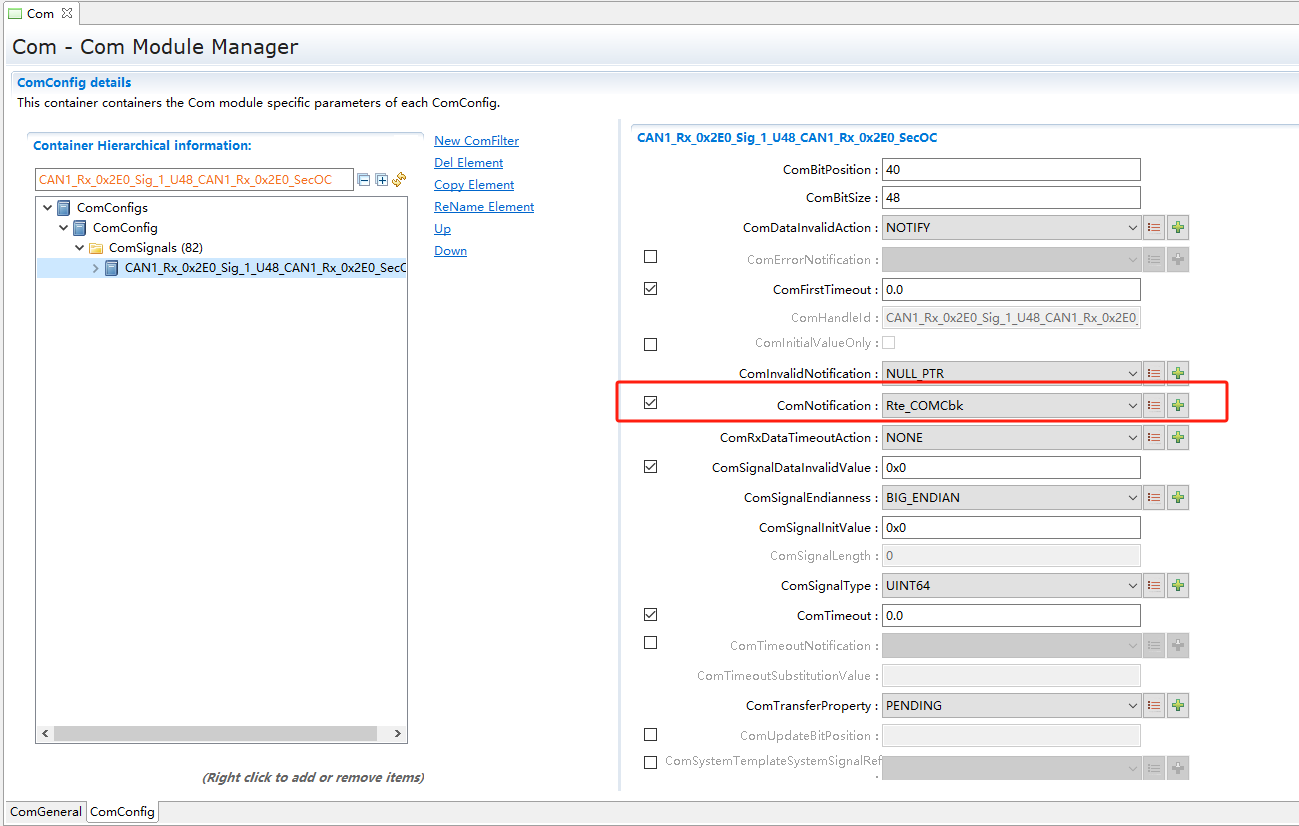 Com
Com - Com Module Manager
ComConfig details
This container containers the Com module specific parameters of each ComConfig.
Container Hierarchical information:
CAN1_Rx_0x2E0_Sig_1_U48_CAN1_Rx_0x2E0_SecOC
ComConfigs
ComConfig
ComSignals (82)
CAN1_Rx_0x2E0_Sig_1_U48_CAN1_Rx_0x2E0_SecC
(Right click to add or remove items)
New ComFilter
Del Element
Copy Element
ReName Element
Up
Down
CAN1_Rx_0x2E0_Sig_1_U48_CAN1_Rx_0x2E0_SecOC
ComBitPosition : 40
ComBitSize : 48
ComDataInvalidAction : NOTIFY
ComErrorNotification :
ComFirstTimeout : 0.0
ComHandleId : CAN1_Rx_0x2E0_Sig_1_U48_CAN1_Rx_0x2E0_
ComInitialValueOnly :
ComInvalidNotification : NULL_PTR
ComNotification : Rte_COMCbk
ComRxDataTimeoutAction : NONE
ComSignalDataInvalidValue : 0x0
ComSignalEndianness : BIG_ENDIAN
ComSignalInitValue : 0x0
ComSignalLength : 0
ComSignalType : UINT64
ComTimeout : 0.0
ComTimeoutNotification :
ComTimeoutSubstitutionValue :
ComTransferProperty : PENDING
ComUpdateBitPosition :
ComSystemTemplateSystemSignalRef :
ComGeneral ComConfig